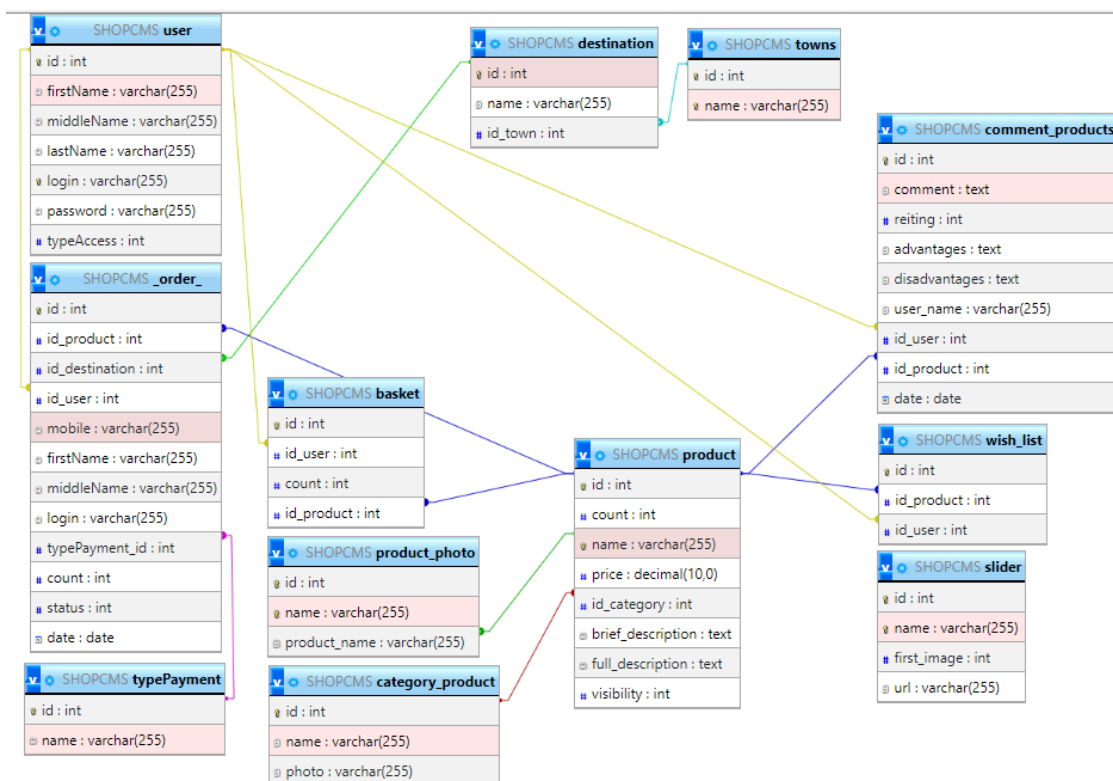 SHOPCMS user
id : int
firstName : varchar(255)
middleName : varchar(255)
lastName : varchar(255)
login : varchar(255)
password : varchar(255)
typeAccess : int
SHOPCMS _order_
id : int
id_product : int
id_destination : int
id_user : int
mobile : varchar(255)
firstName : varchar(255)
middleName : varchar(255)
login : varchar(255)
typePayment_id : int
count : int
status : int
date : date
SHOPCMS typePayment
id : int
name : varchar(255)
SHOPCMS destination
id : int
name : varchar(255)
id_town : int
SHOPCMS towns
id : int
name : varchar(255)
SHOPCMS basket
id : int
id_user : int
count : int
id_product : int
SHOPCMS product_photo
id : int
name : varchar(255)
product_name : varchar(255)
SHOPCMS category_product
id : int
name : varchar(255)
photo : varchar(255)
SHOPCMS product
id : int
count : int
name : varchar(255)
price : decimal(10,0)
id_category : int
brief_description : text
full_description : text
visibility : int
SHOPCMS comment_products
id : int
comment : text
reiting : int
advantages : text
disadvantages : text
user_name : varchar(255)
id_user : int
id_product : int
date : date
SHOPCMS wish_list
id : int
id_product : int
id_user : int
SHOPCMS slider
id : int
name : varchar(255)
first_image : int
url : varchar(255)